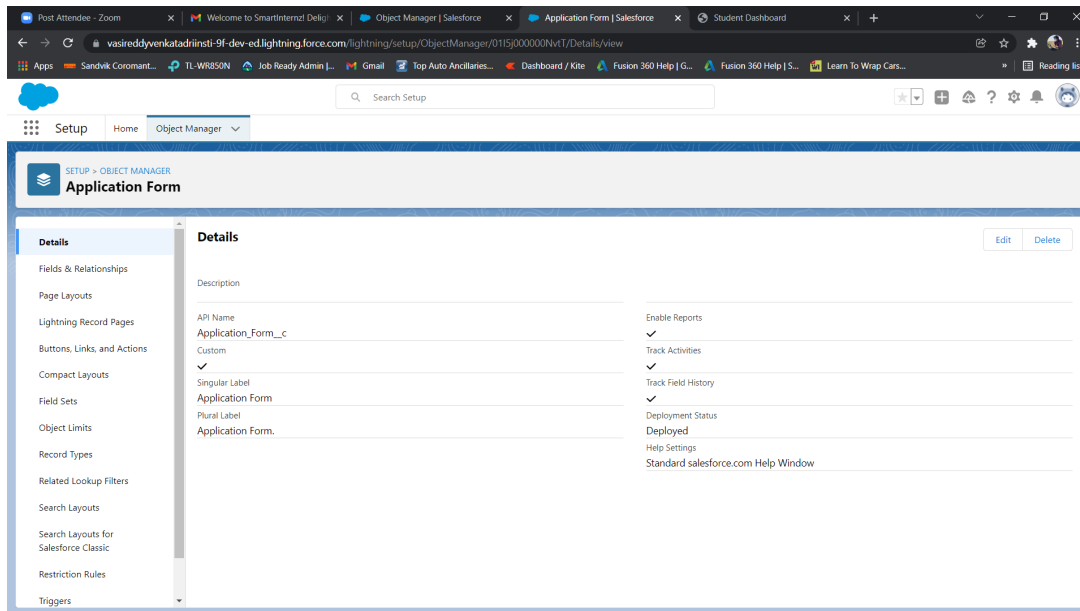 Post Attendee - Zoom
Welcome to SmartInternz! Deligh
Object Manager | Salesforce
Application Form | Salesforce
Student Dashboard
vasireddyvenkatadriinsti-9f-dev-ed.lightning.force.com/lightning/setup/ObjectManager/01I5j000000NvtT/Details/view
Apps Sandvik Coromant... TL-WR850N Job Ready Admin |... Gmail Top Auto Ancillaries... Dashboard / Kite Fusion 360 Help | G... Fusion 360 Help | S... Learn To Wrap Cars... » Reading lis
Search Setup
Setup Home Object Manager
SETUP > OBJECT MANAGER
Application Form
Details
Fields & Relationships
Page Layouts
Lightning Record Pages
Buttons, Links, and Actions
Compact Layouts
Field Sets
Object Limits
Record Types
Related Lookup Filters
Search Layouts
Search Layouts for
Salesforce Classic
Restriction Rules
Triggers
Details
Edit Delete
Description
API Name
Application_Form__c
Custom
Singular Label
Application Form
Plural Label
Application Form.
Enable Reports
Track Activities
Track Field History
Deployment Status
Deployed
Help Settings
Standard salesforce.com Help Window